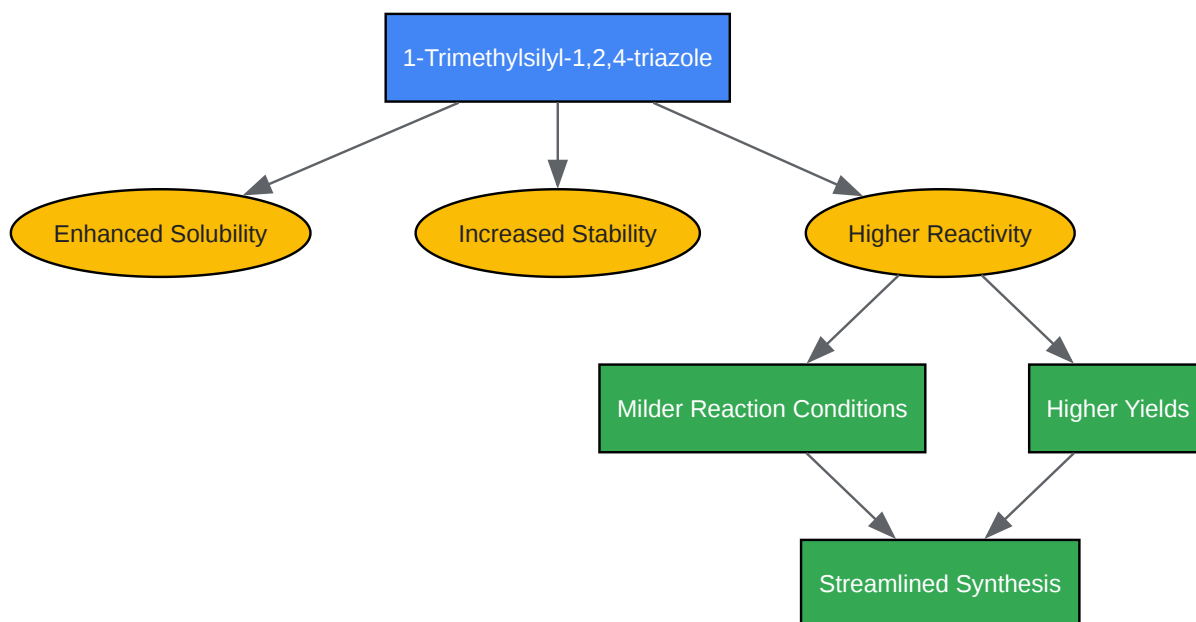 1-Trimethylsilyl-1,2,4-triazole
Enhanced Solubility
Increased Stability
Higher Reactivity
Milder Reaction Conditions
Higher Yields
Streamlined Synthesis